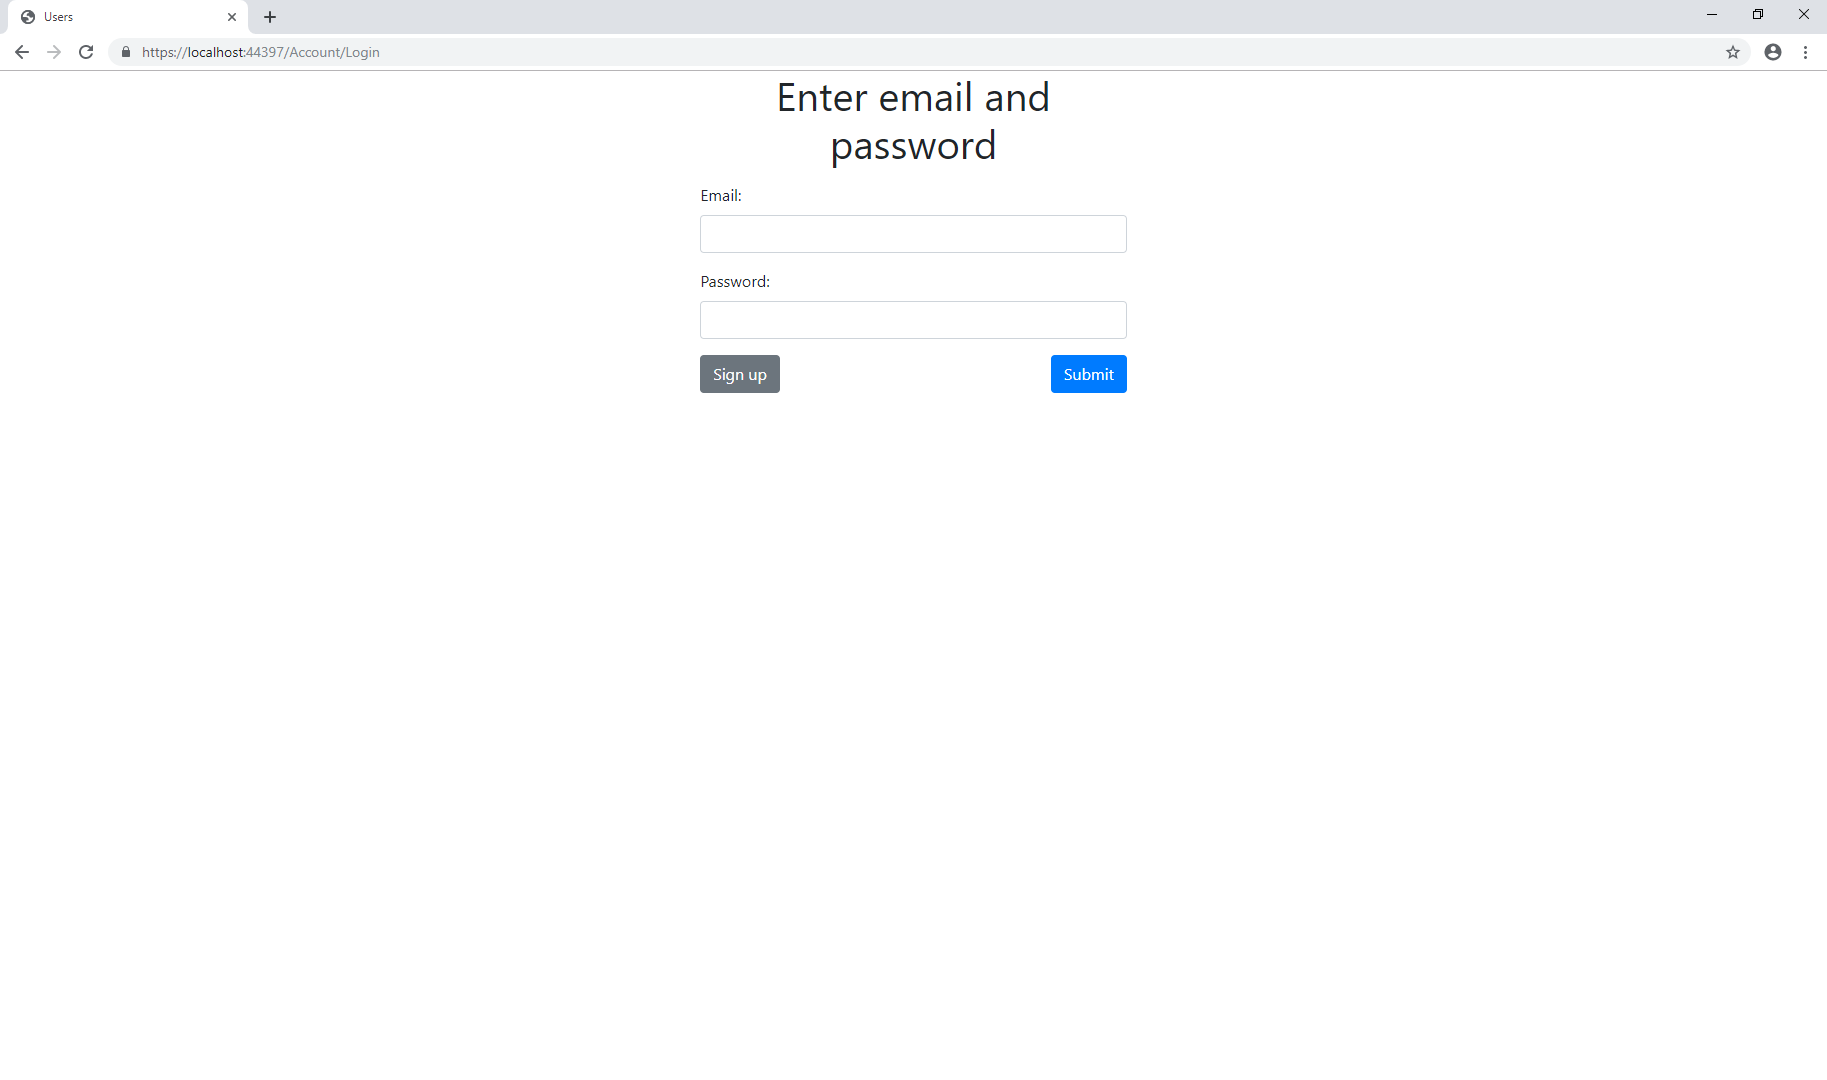 Users
https://localhost:44397/Account/Login
Enter email and
password
Email:
Password:
Sign up
Submit